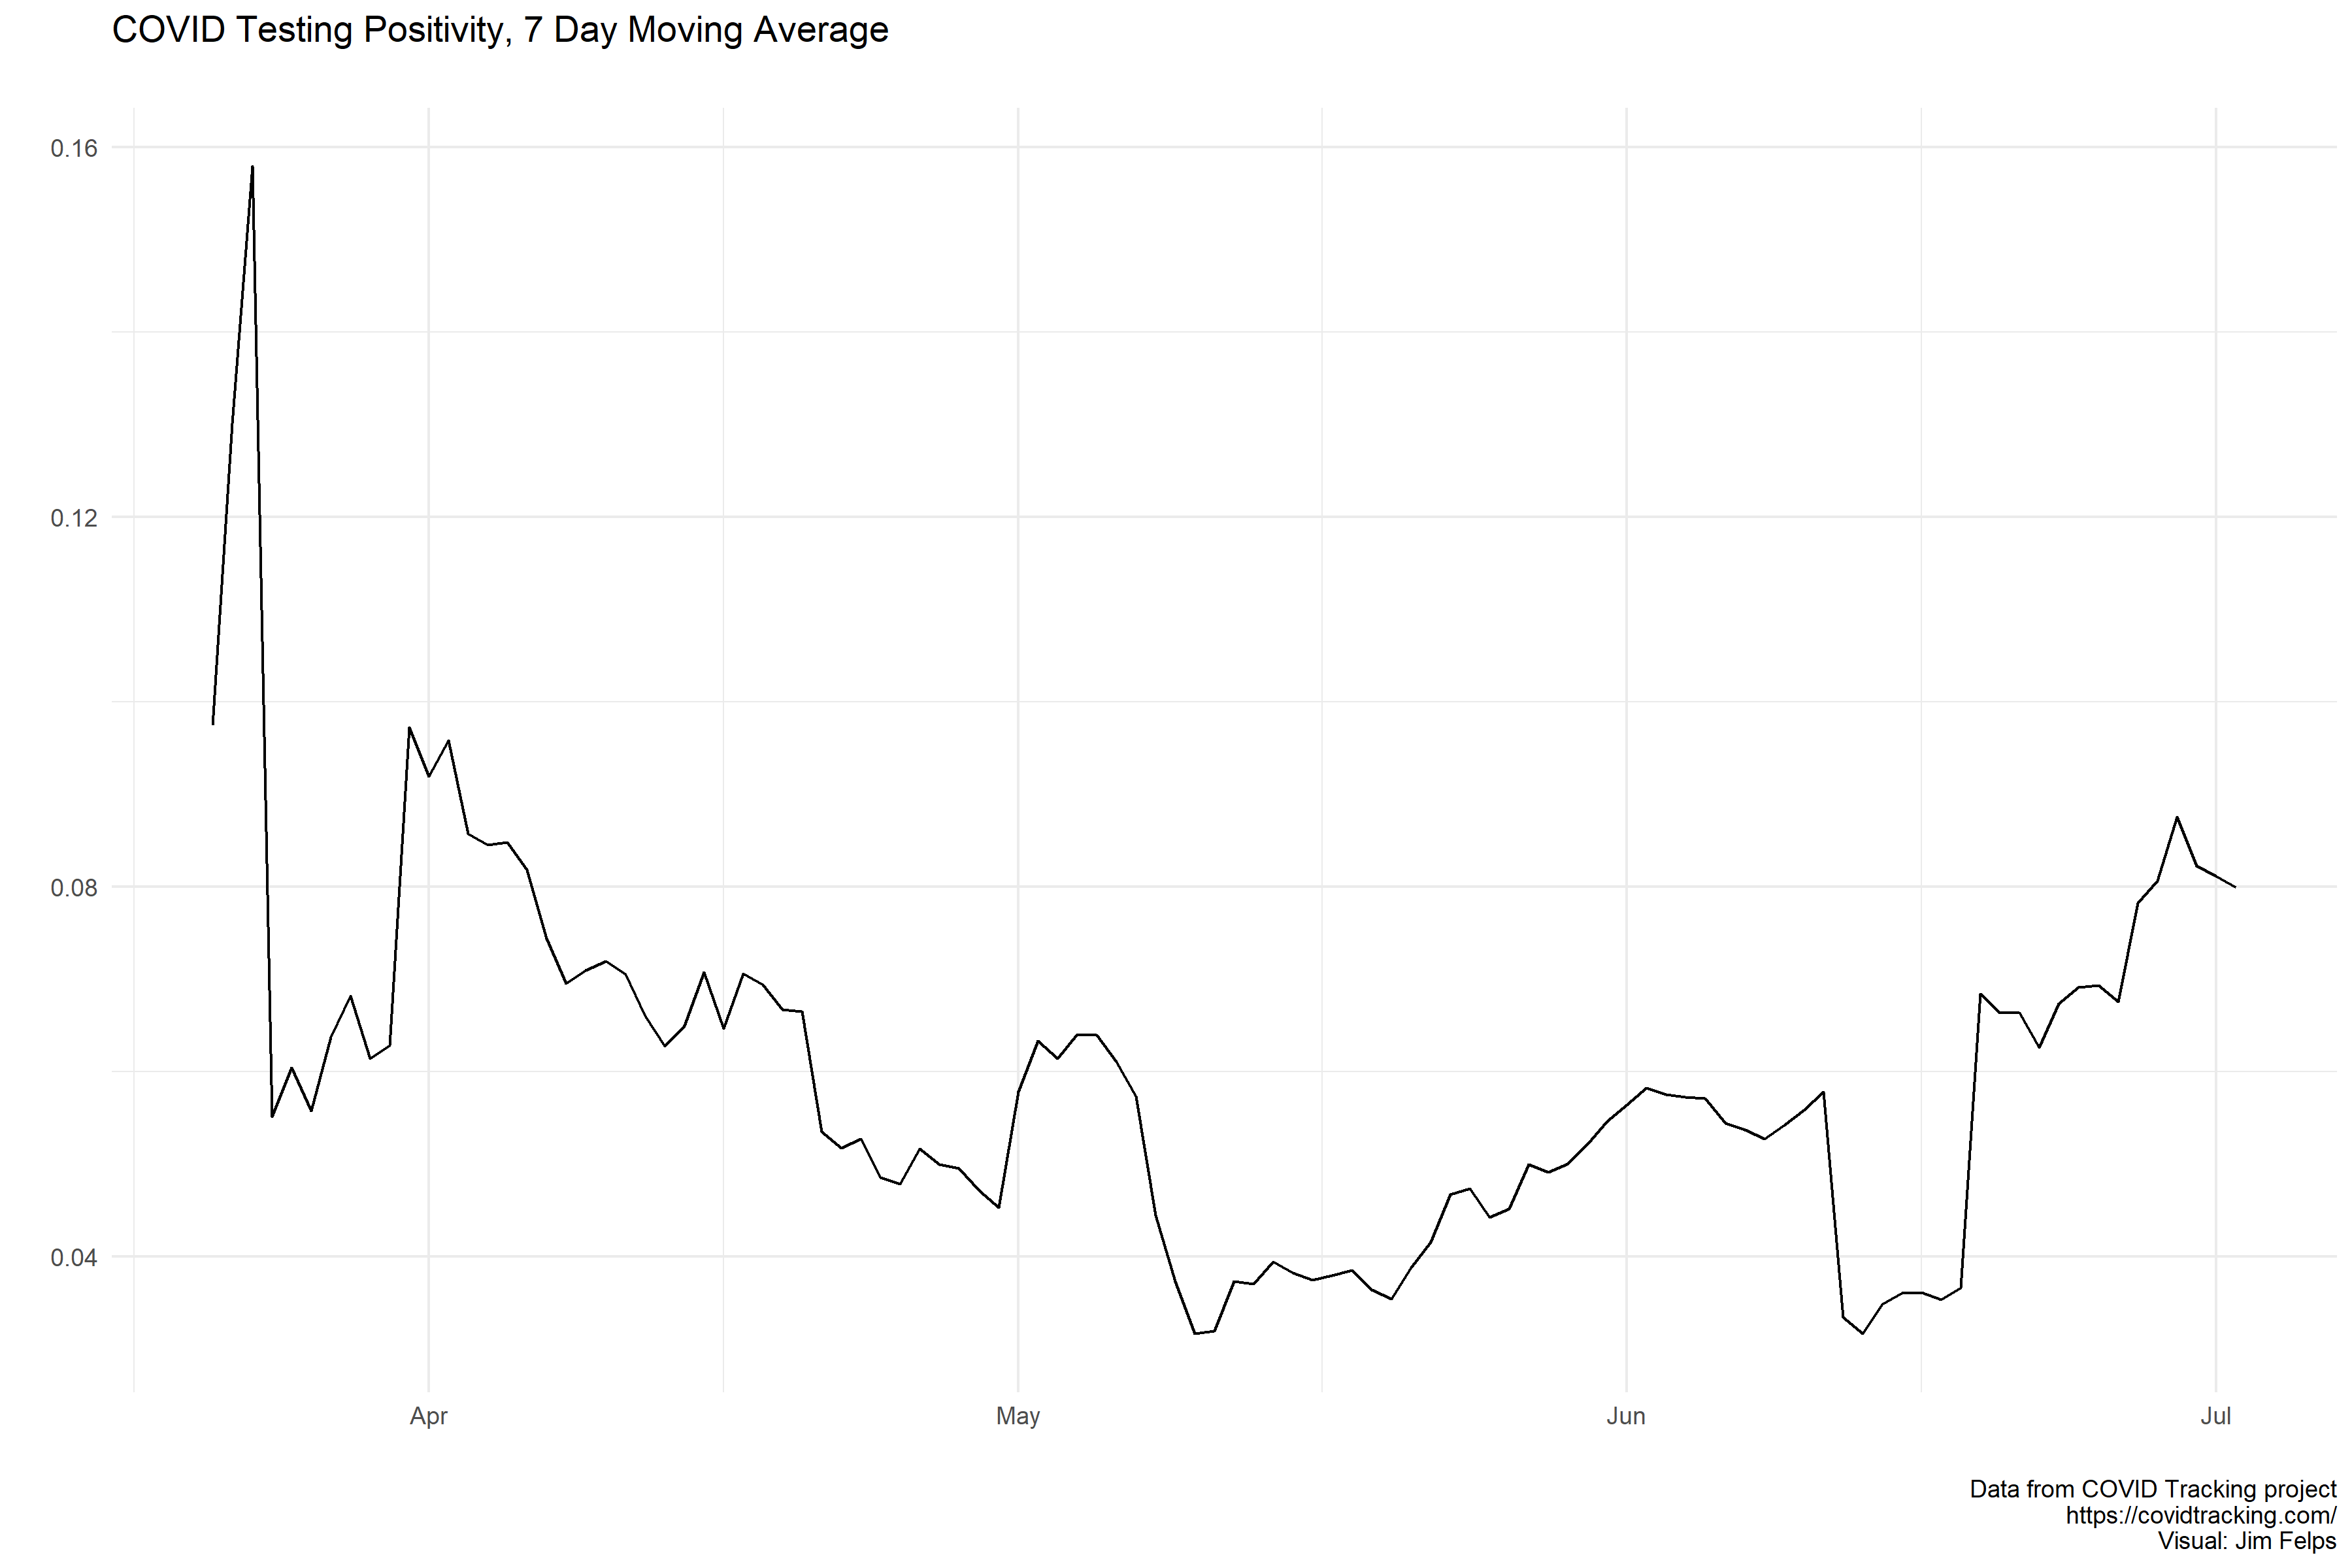 COVID Testing Positivity, 7 Day Moving Average
0.16
0.12
0.08
0.04
Apr May Jun Jul
Data from COVID Tracking project
https://covidtracking.com/
Visual: Jim Felps